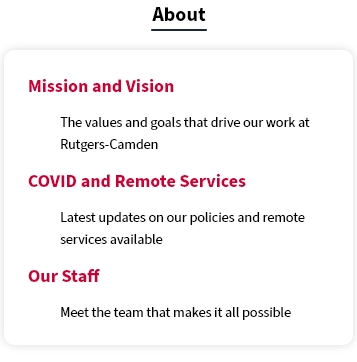 About
Mission and Vision
The values and goals that drive our work at
Rutgers-Camden
COVID and Remote Services
Latest updates on our policies and remote
services available
Our Staff
Meet the team that makes it all possible